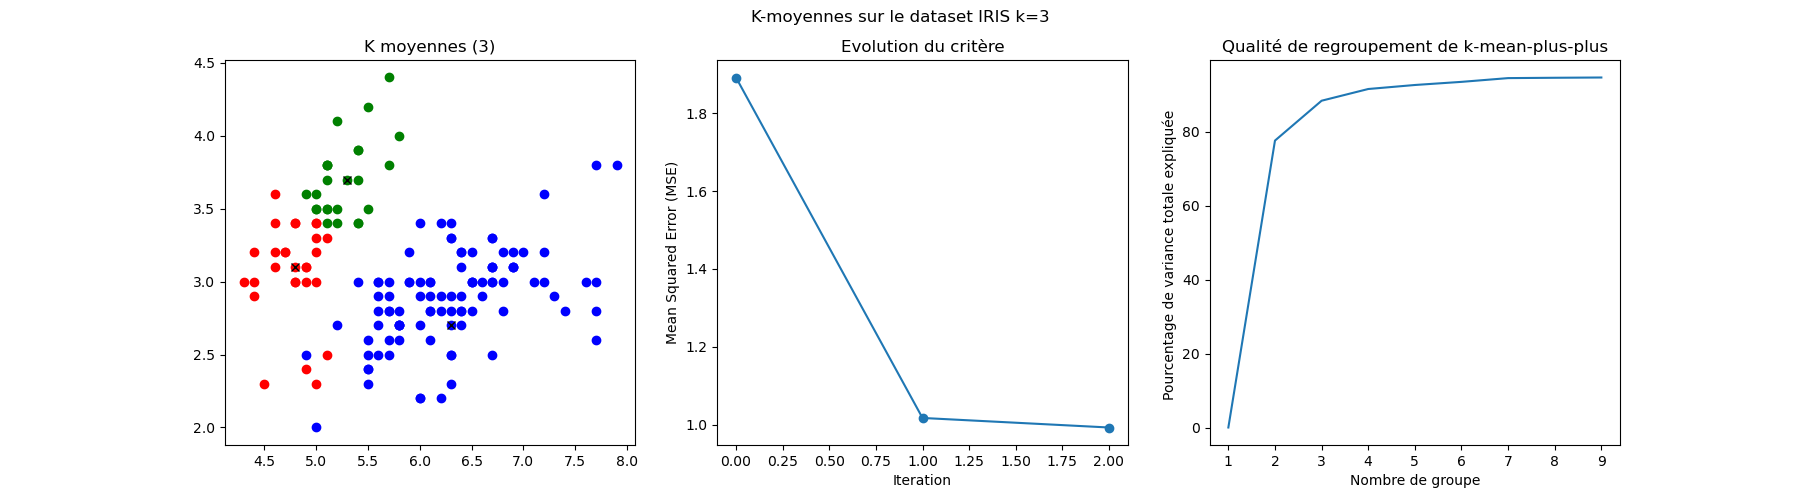 K-moyennes sur le dataset IRIS k=3
K moyennes (3)
4.5
4.0
3.5
3.0
2.5
2.0
4.5 5.0 5.5 6.0 6.5 7.0 7.5 8.0
Evolution du critère
Mean Squared Error (MSE)
1.8
1.6
1.4
1.2
1.0
0.00 0.25 0.50 0.75 1.00 1.25 1.50 1.75 2.00
Iteration
Qualité de regroupement de k-mean-plus-plus
Pourcentage de variance totale expliquée
80
60
40
20
0
1 2 3 4 5 6 7 8 9
Nombre de groupe